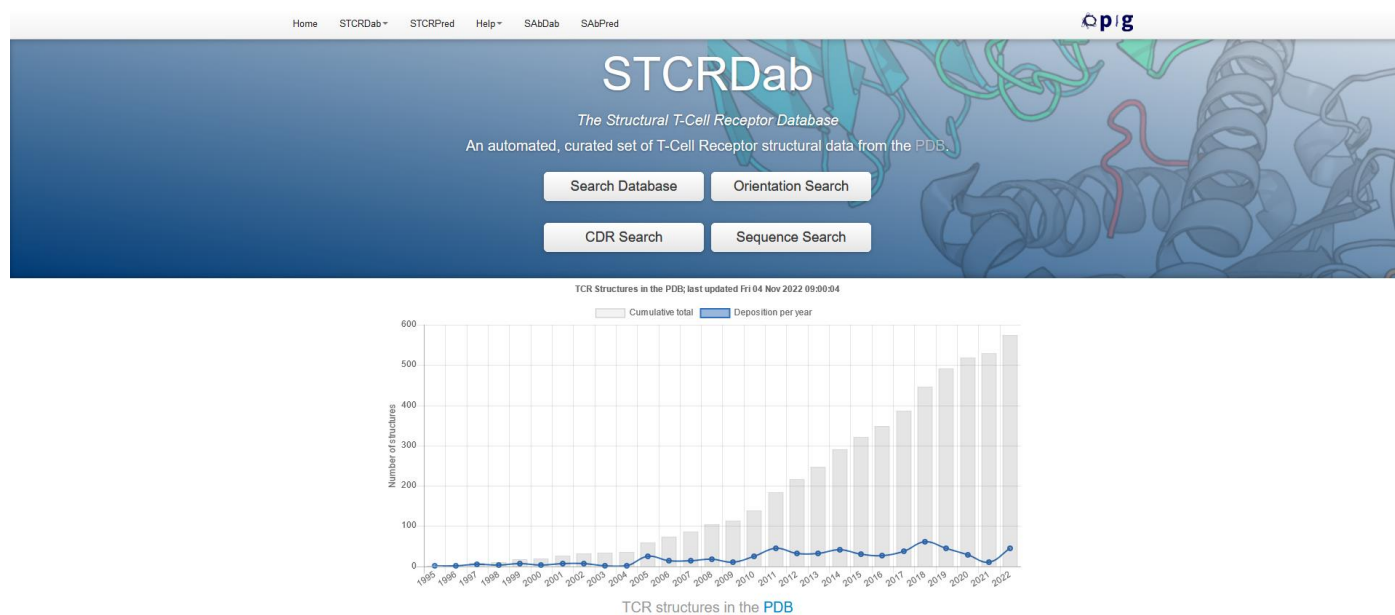 Home STCRDab STCRPred Help SAbDab SAbPred opig
STCRDab
The Structural T-Cell Receptor Database
An automated, curated set of T-Cell Receptor structural data from the PDB.
Search Database Orientation Search
CDR Search Sequence Search
TCR Structures in the PDB; last updated Fri 04 Nov 2022 09:00:04
Cumulative total Deposition per year
Number of structures
600
500
400
300
200
100
0
1995 1996 1997 1998 1999 2000 2001 2002 2003 2004 2005 2006 2007 2008 2009 2010 2011 2012 2013 2014 2015 2016 2017 2018 2019 2020 2021 2022
TCR structures in the PDB